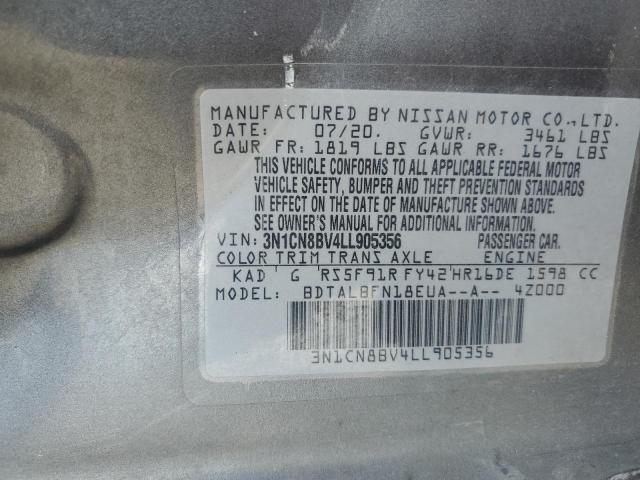 MANUFACTURED BY NISSAN MOTOR CO.,LTD.
DATE: 07/20. GVWR: 3461 LBS
GAWR FR: 1819 LBS GAWR RR: 1676 LBS
THIS VEHICLE CONFORMS TO ALL APPLICABLE FEDERAL MOTOR
VEHICLE SAFETY, BUMPER AND THEFT PREVENTION STANDARDS
IN EFFECT ON THE DATE OF MANUFACTURE SHOWN ABOVE.
SEE OWNER'S MANUAL FOR ADDITIONAL INFORMATION.
VIN: 3N1CN8BV4LL905356 PASSENGER CAR.
COLOR TRIM TRANS AXLE ENGINE
KAD G RS5F91R FY42 HR16DE 1598 CC
MODEL: BDTALBFN18EUA--A-- 4Z000
3N1CN8BV4LL905356